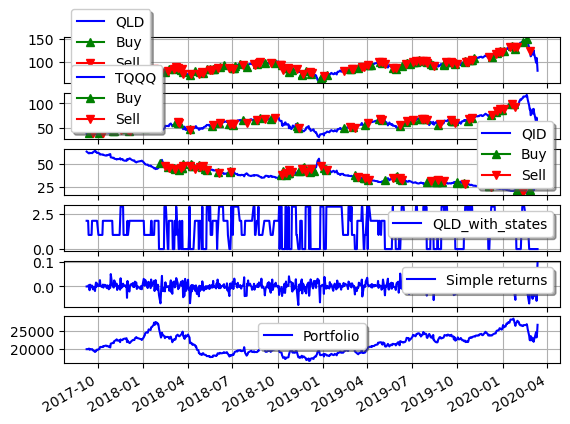 QLD
Buy
Sell
150
100
TQQQ
Buy
Sell
100
50
QID
Buy
Sell
50
25
QLD_with_states
2.5
0.0
Simple returns
0.1
0.0
Portfolio
25000
20000
2017-10 2018-01 2018-04 2018-07 2018-10 2019-01 2019-04 2019-07 2019-10 2020-01 2020-04